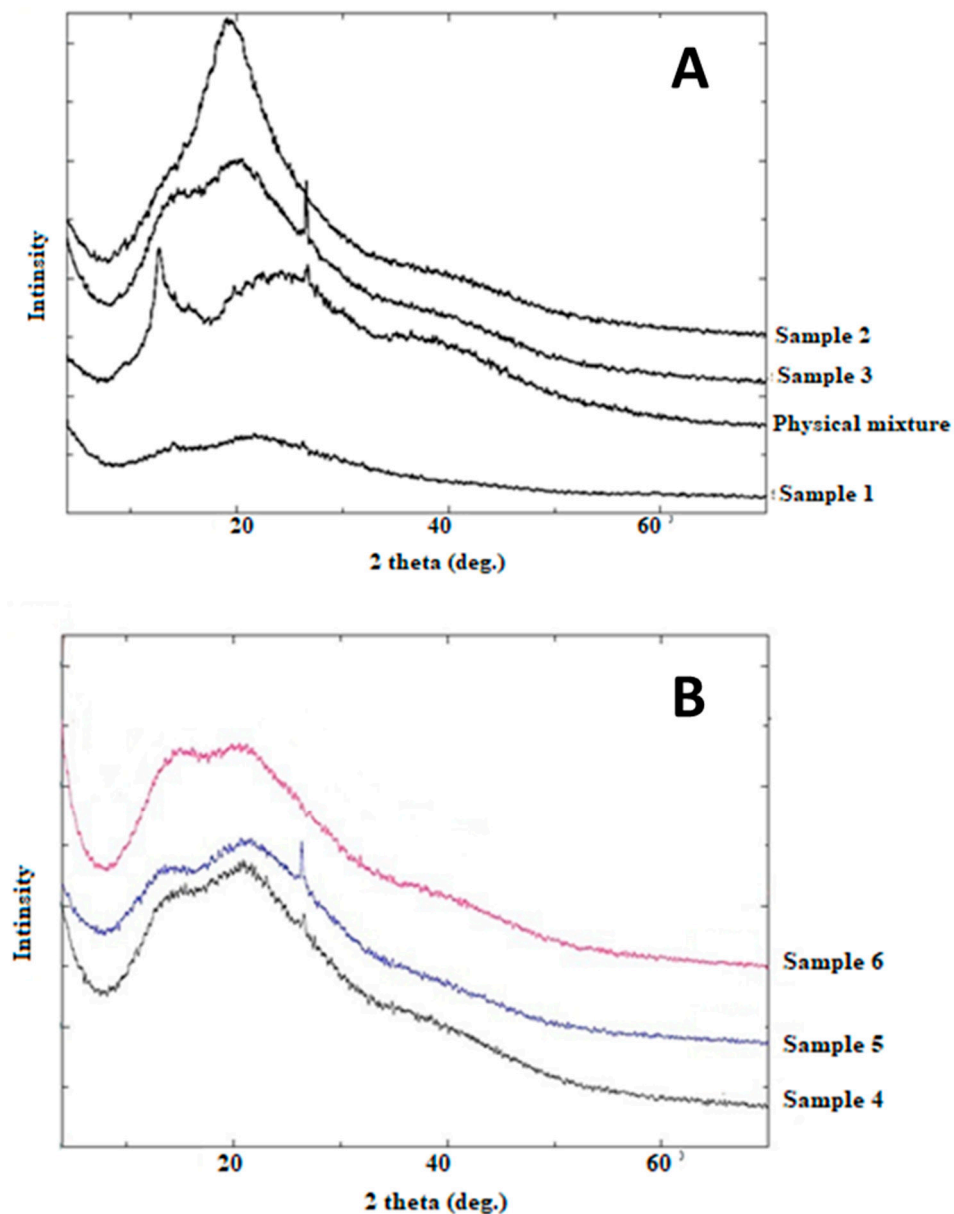 A
Intinsity
Sample 2
Sample 3
Physical mixture
Sample 1
20
40
60
2 theta (deg.)
B
Intinsity
Sample 6
Sample 5
Sample 4
20
40
60
2 theta (deg.)